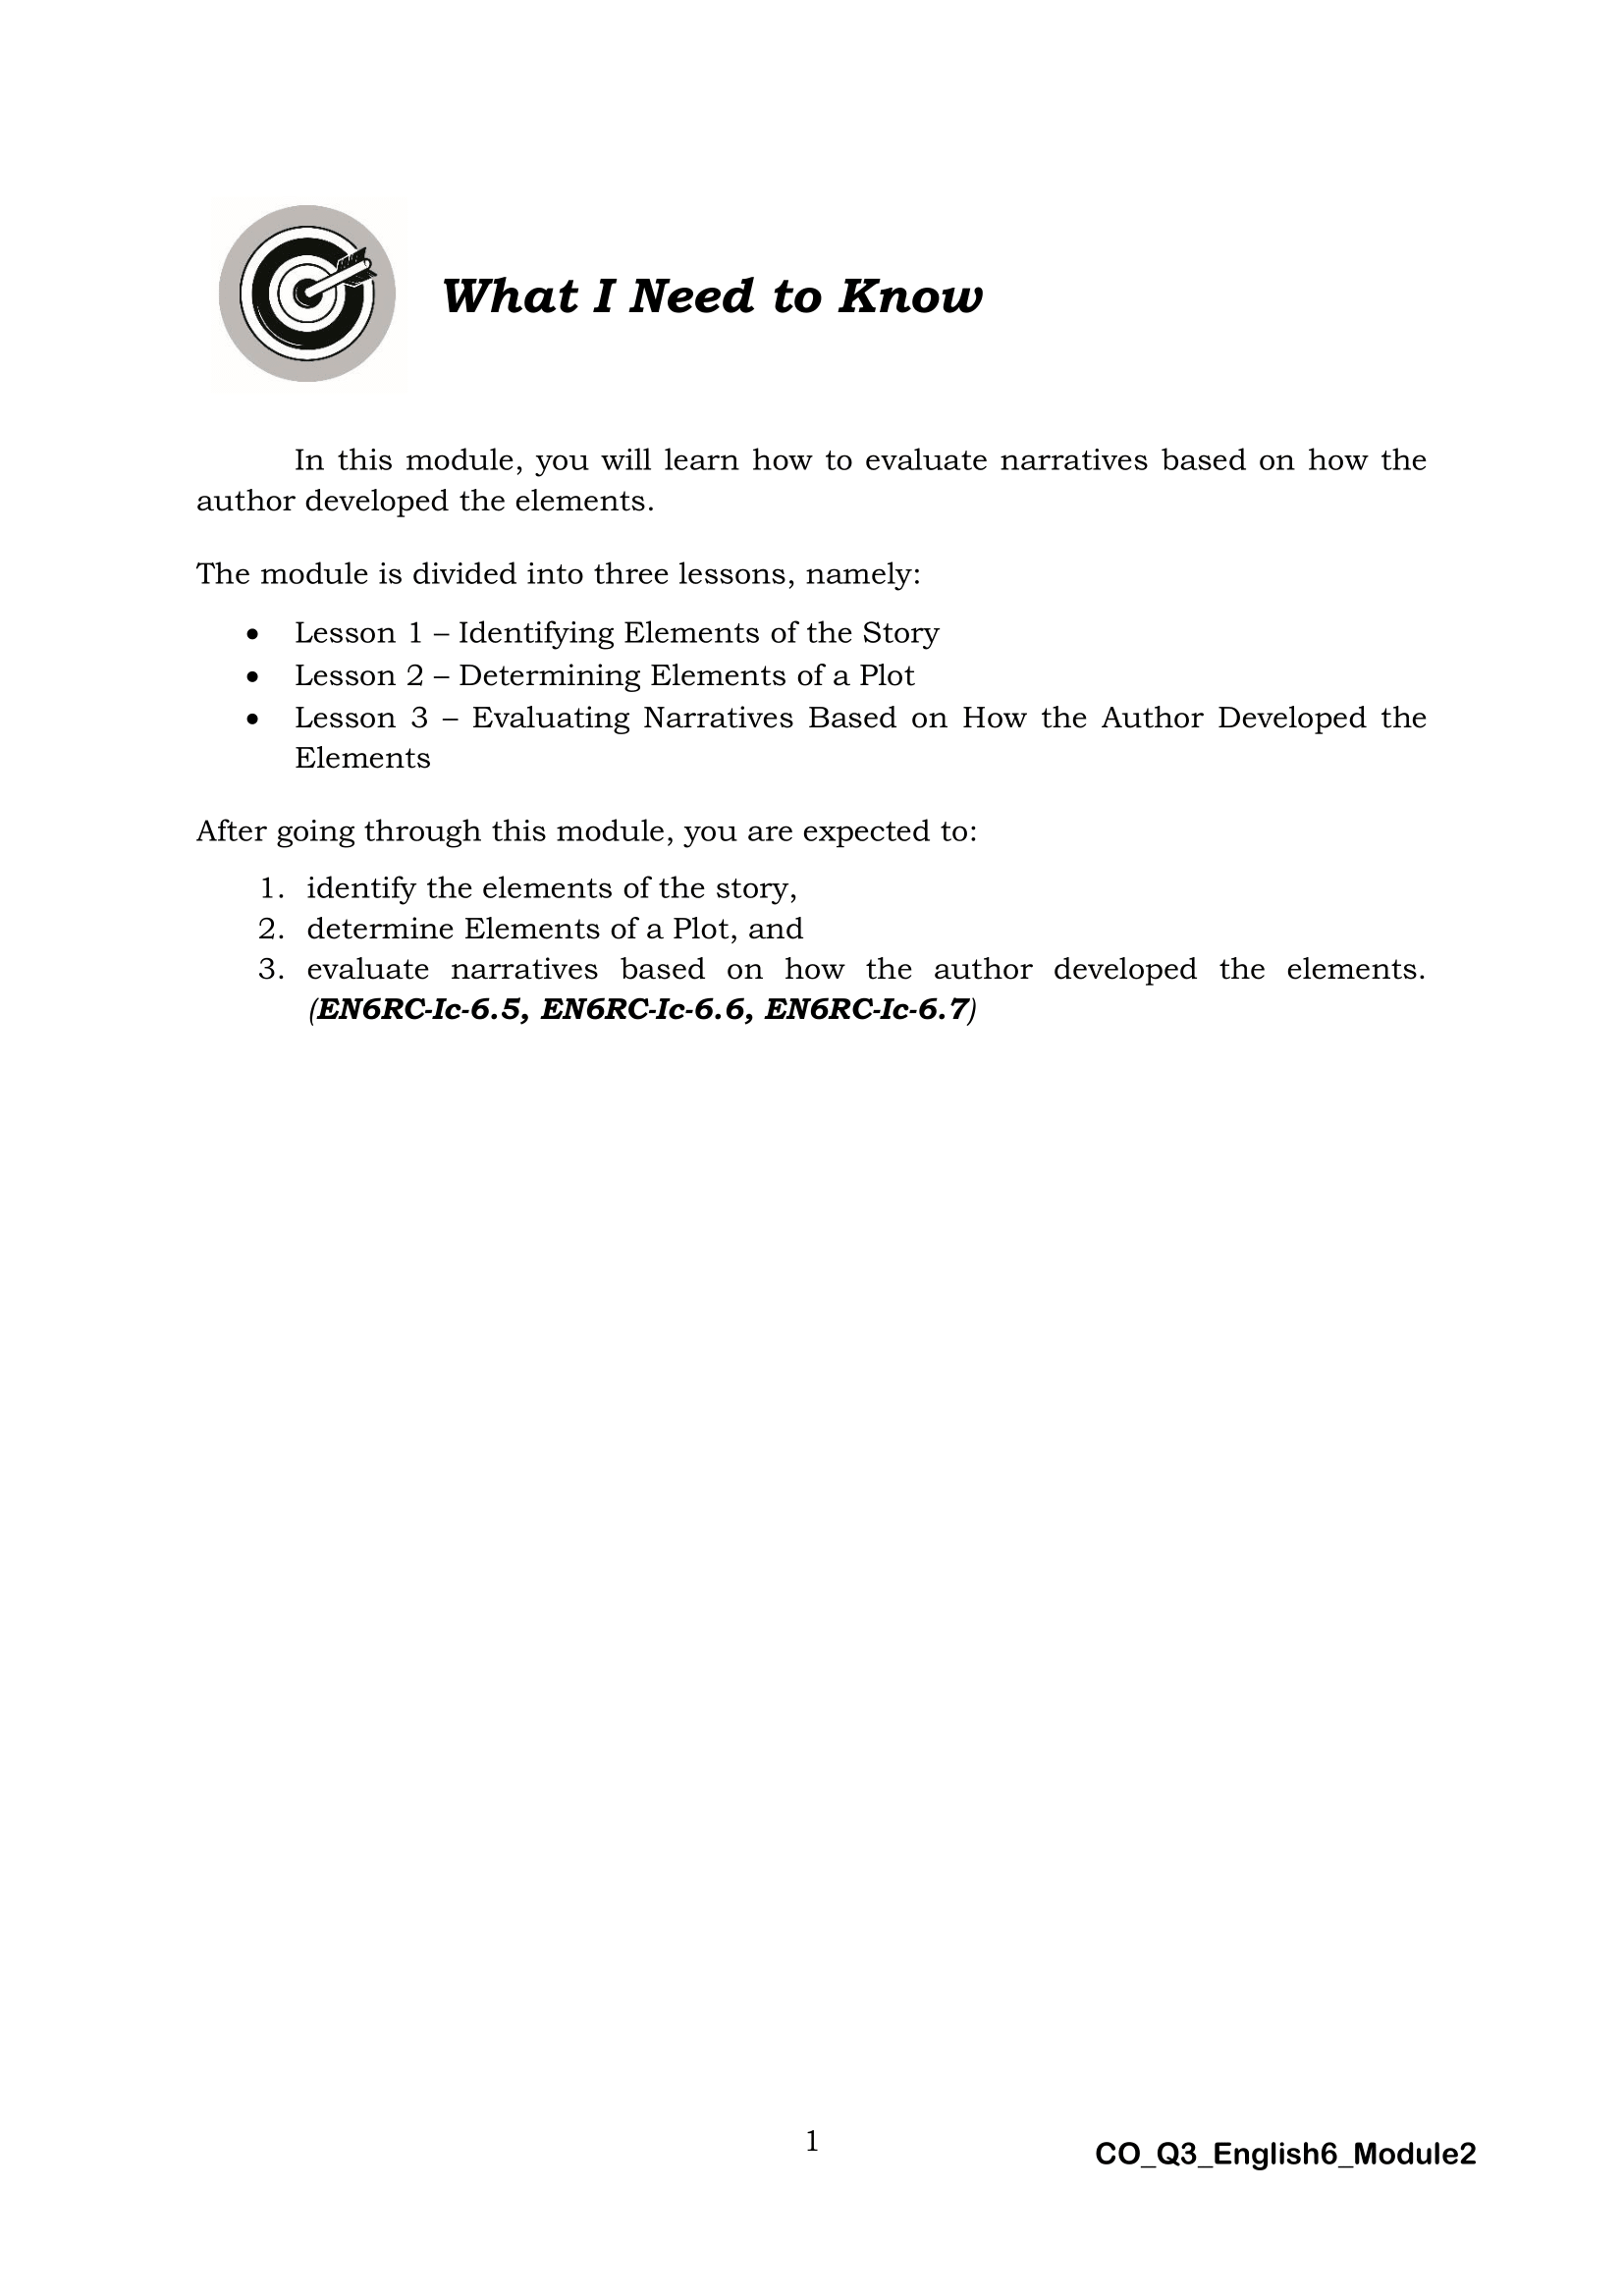 What I Need to Know
In this module, you will learn how to evaluate narratives based on how the
author developed the elements.
The module is divided into three lessons, namely:
• Lesson 1 – Identifying Elements of the Story
• Lesson 2 – Determining Elements of a Plot
• Lesson 3 – Evaluating Narratives Based on How the Author Developed the
Elements
After going through this module, you are expected to:
1. identify the elements of the story,
2. determine Elements of a Plot, and
3. evaluate narratives based on how the author developed the elements.
(EN6RC-Ic-6.5, EN6RC-Ic-6.6, EN6RC-Ic-6.7)
1
CO_Q3_English6_Module2